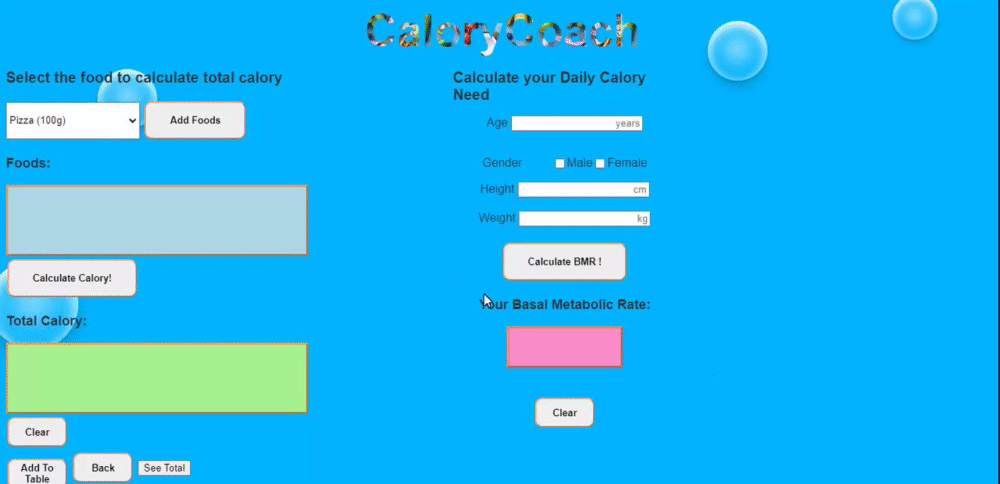 CaloryCoach
Select the food to calculate total calory
Pizza (100g)
Add Foods
Foods:
Calculate Calory!
Total Calory:
Clear
Add To
Table
Back
See Total
Calculate your Daily Calory
Need
Age years
Gender Male Female
Height cm
Weight kg
Calculate BMR !
Your Basal Metabolic Rate:
Clear